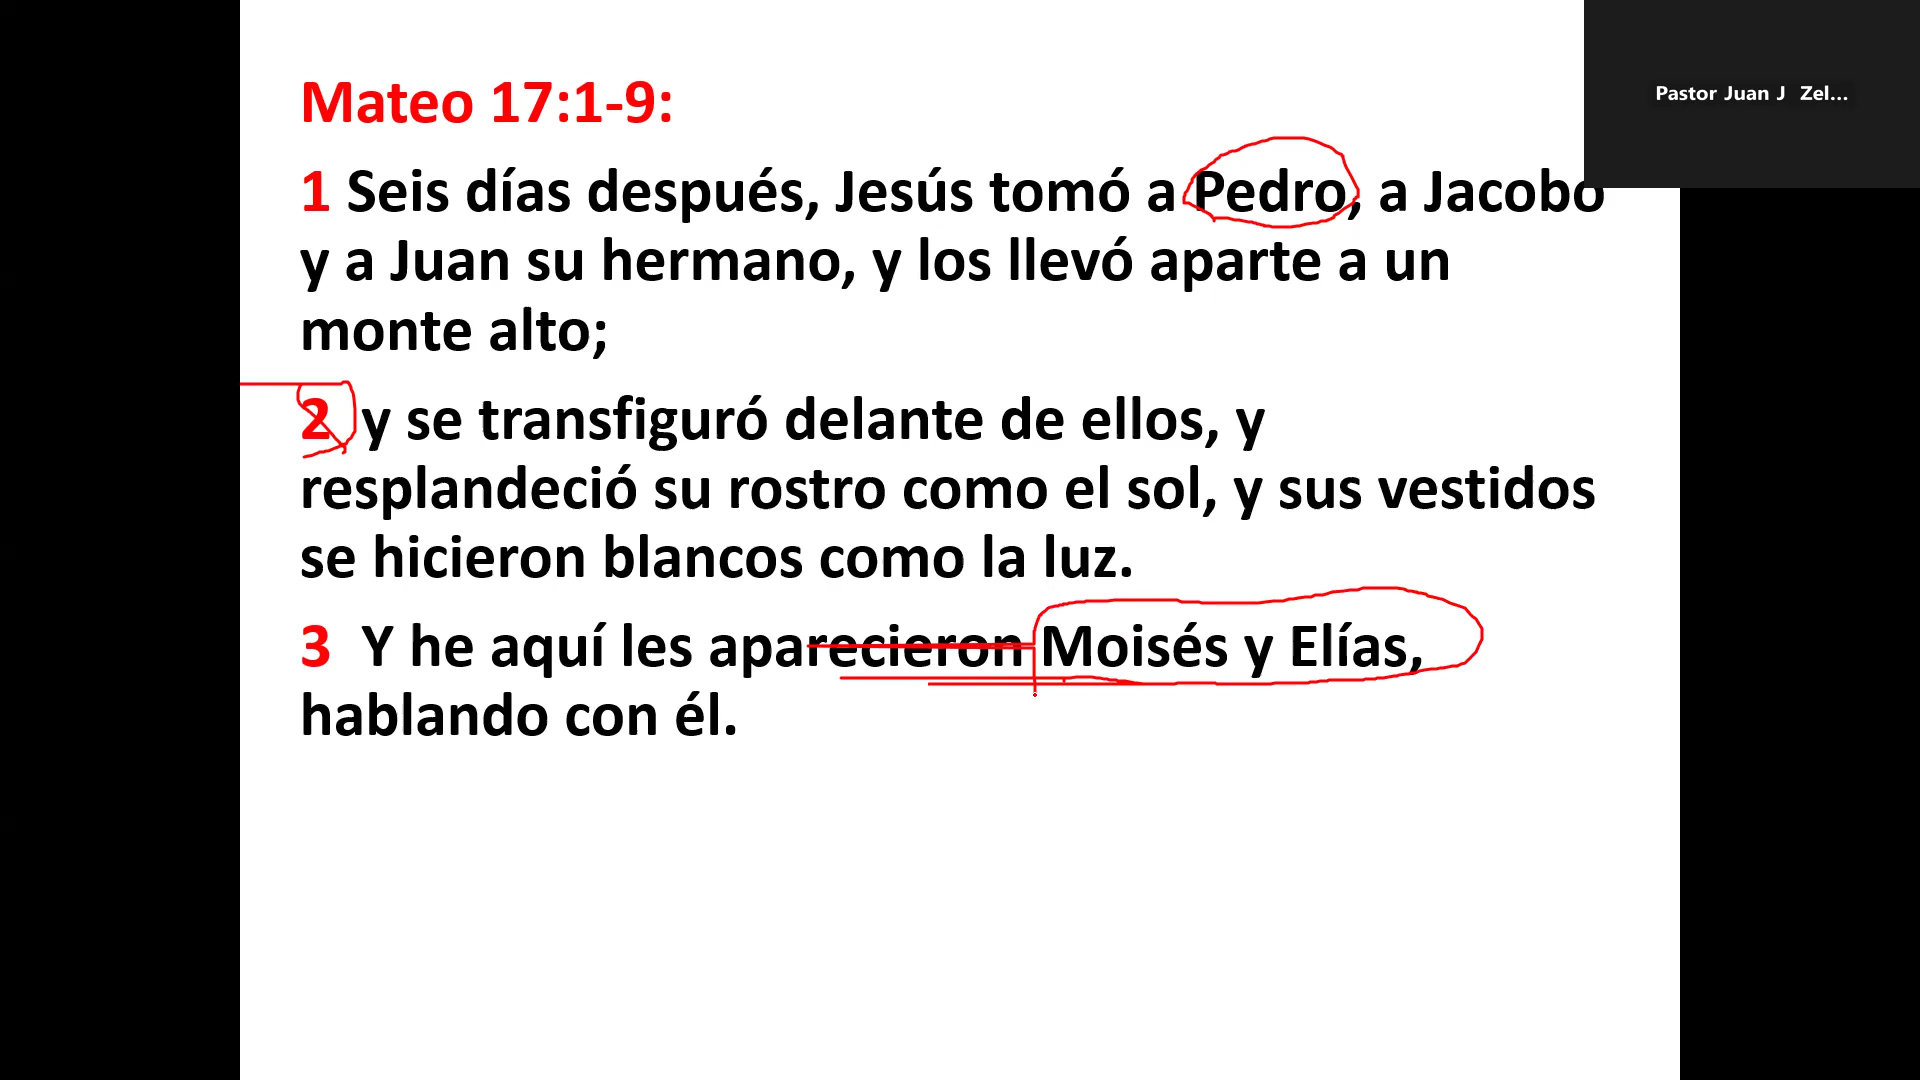 Mateo 17:1-9:
Pastor Juan J Zel...
1 Seis días después, Jesús tomó a Pedro, a Jacobo
y a Juan su hermano, y los llevó aparte a un
monte alto;
2 y se transfiguró delante de ellos, y
resplandeció su rostro como el sol, y sus vestidos
se hicieron blancos como la luz.
3 Y he aquí les aparecieron Moisés y Elías,
hablando con él.